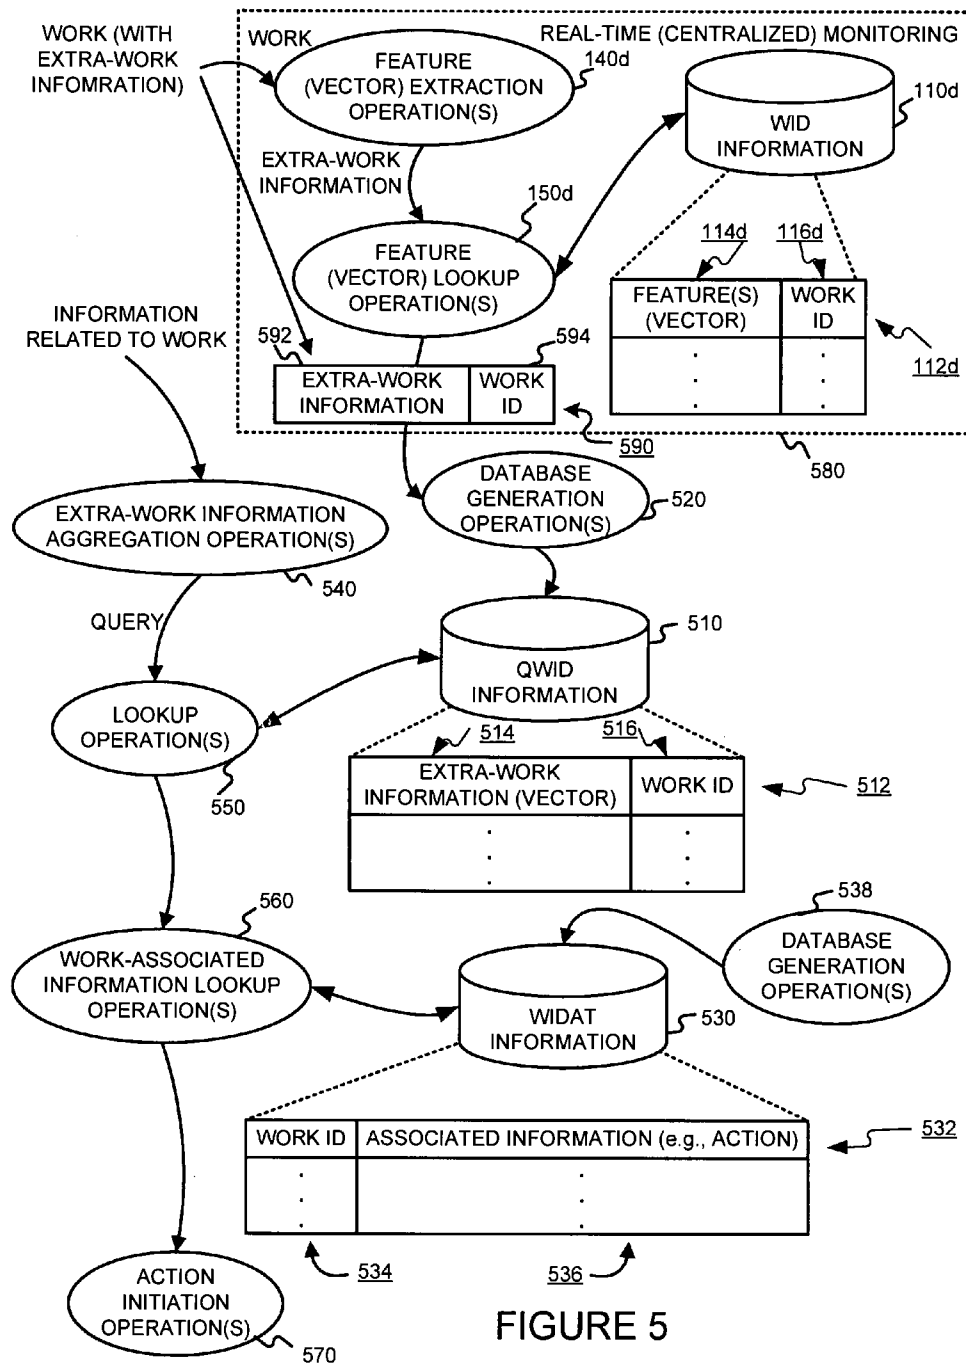 WORK (WITH
EXTRA-WORK
INFOMRATION)
WORK
REAL-TIME (CENTRALIZED) MONITORING
FEATURE
(VECTOR) EXTRACTION
OPERATION(S)
140d
110d
WID
INFORMATION
EXTRA-WORK
INFORMATION
150d
FEATURE
(VECTOR) LOOKUP
OPERATION(S)
114d
116d
FEATURE(S)
(VECTOR)
WORK
ID
112d
INFORMATION
RELATED TO WORK
592
594
EXTRA-WORK
INFORMATION
WORK
ID
590
580
DATABASE
GENERATION
OPERATION(S)
520
EXTRA-WORK INFORMATION
AGGREGATION OPERATION(S)
540
QUERY
510
QWID
INFORMATION
LOOKUP
OPERATION(S)
550
514
516
EXTRA-WORK
INFORMATION (VECTOR)
WORK ID
512
560
WORK-ASSOCIATED
INFORMATION LOOKUP
OPERATION(S)
538
DATABASE
GENERATION
OPERATION(S)
WIDAT
INFORMATION
530
WORK ID
ASSOCIATED INFORMATION (e.g., ACTION)
532
534
536
ACTION
INITIATION
OPERATION(S)
570
FIGURE 5